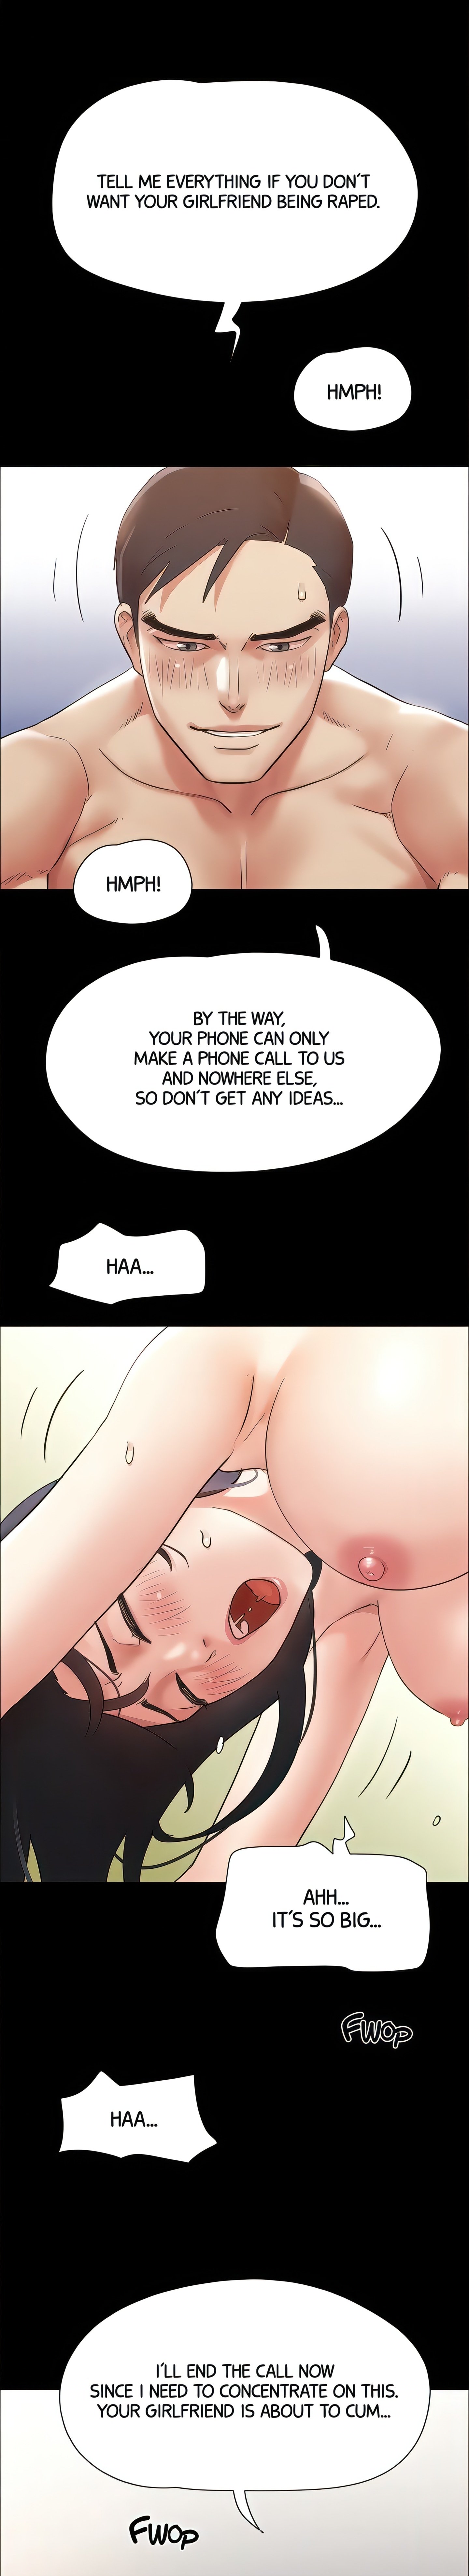 TELL ME EVERYTHING IF YOU DON'T
WANT YOUR GIRLFRIEND BEING RAPED.
HMPH!
HMPH!
BY THE WAY,
YOUR PHONE CAN ONLY
MAKE A PHONE CALL TO US
AND NOWHERE ELSE,
SO DON'T GET ANY IDEAS...
HAA...
AHH...
IT'S SO BIG...
FWOP
HAA...
I'LL END THE CALL NOW
SINCE I NEED TO CONCENTRATE ON THIS.
YOUR GIRLFRIEND IS ABOUT TO CUM...
FWOP